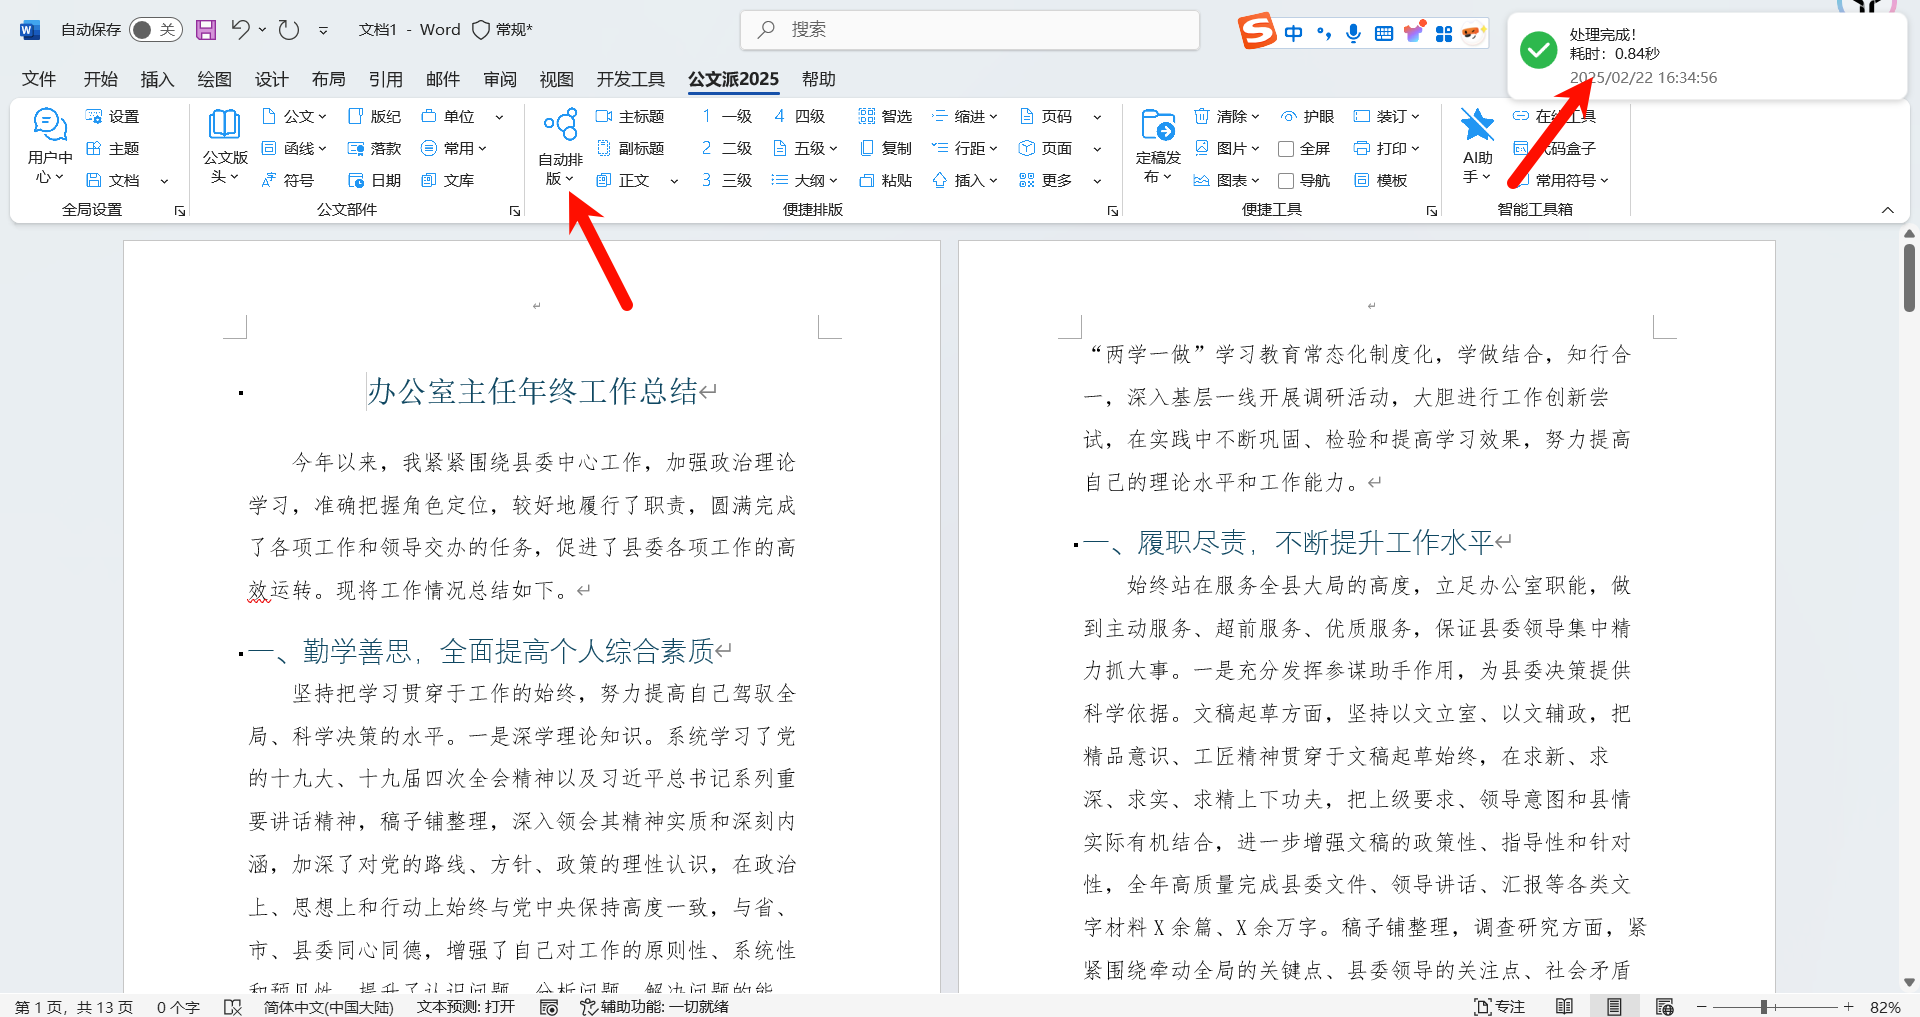 自动保存 关 文档1 - Word 常规* 搜索 中
处理完成！
耗时：0.84秒
2025/02/22 16:34:56
文件 开始 插入 绘图 设计 布局 引用 邮件 审阅 视图 开发工具 公文派2025 帮助
用户中心 设置 主题 文档 全局设置
公文版头 公文 版纪 单位 函线 落款 常用 符号 日期 文库 公文部件
自动排版 主标题 副标题 正文 1 一级 2 二级 3 三级 4 四级 五级 大纲 智选 复制 粘贴 缩进 行距 插入 页码 页面 更多 便捷排版
定稿发布 清除 图片 图表 护眼 全屏 导航 装订 打印 模板 便捷工具
AI助手 常用符号 智能工具箱
办公室主任年终工作总结
今年以来，我紧紧围绕县委中心工作，加强政治理论
学习，准确把握角色定位，较好地履行了职责，圆满完成
了各项工作和领导交办的任务，促进了县委各项工作的高
效运转。现将工作情况总结如下。
一、勤学善思，全面提高个人综合素质
坚持把学习贯穿于工作的始终，努力提高自己驾驭全
局、科学决策的水平。一是深学理论知识。系统学习了党
的十九大、十九届四次全会精神以及习近平总书记系列重
要讲话精神，稿子铺整理，深入领会其精神实质和深刻内
涵，加深了对党的路线、方针、政策的理性认识，在政治
上、思想上和行动上始终与党中央保持高度一致，与省、
市、县委同心同德，增强了自己对工作的原则性、系统性
和预见性，提升了认识问题、分析问题、解决问题的能
“两学一做”学习教育常态化制度化，学做结合，知行合
一，深入基层一线开展调研活动，大胆进行工作创新尝
试，在实践中不断巩固、检验和提高学习效果，努力提高
自己的理论水平和工作能力。
一、履职尽责，不断提升工作水平
始终站在服务全县大局的高度，立足办公室职能，做
到主动服务、超前服务、优质服务，保证县委领导集中精
力抓大事。一是充分发挥参谋助手作用，为县委决策提供
科学依据。文稿起草方面，坚持以文立室、以文辅政，把
精品意识、工匠精神贯穿于文稿起草始终，在求新、求
深、求实、求精上下功夫，把上级要求、领导意图和县情
实际有机结合，进一步增强文稿的政策性、指导性和针对
性，全年高质量完成县委文件、领导讲话、汇报等各类文
字材料 X 余篇、X 余万字。稿子铺整理，调查研究方面，紧
紧围绕牵动全局的关键点、县委领导的关注点、社会矛盾
第 1 页，共 13 页 0 个字 简体中文(中国大陆) 文本预测: 打开 辅助功能: 一切就绪 专注 82%